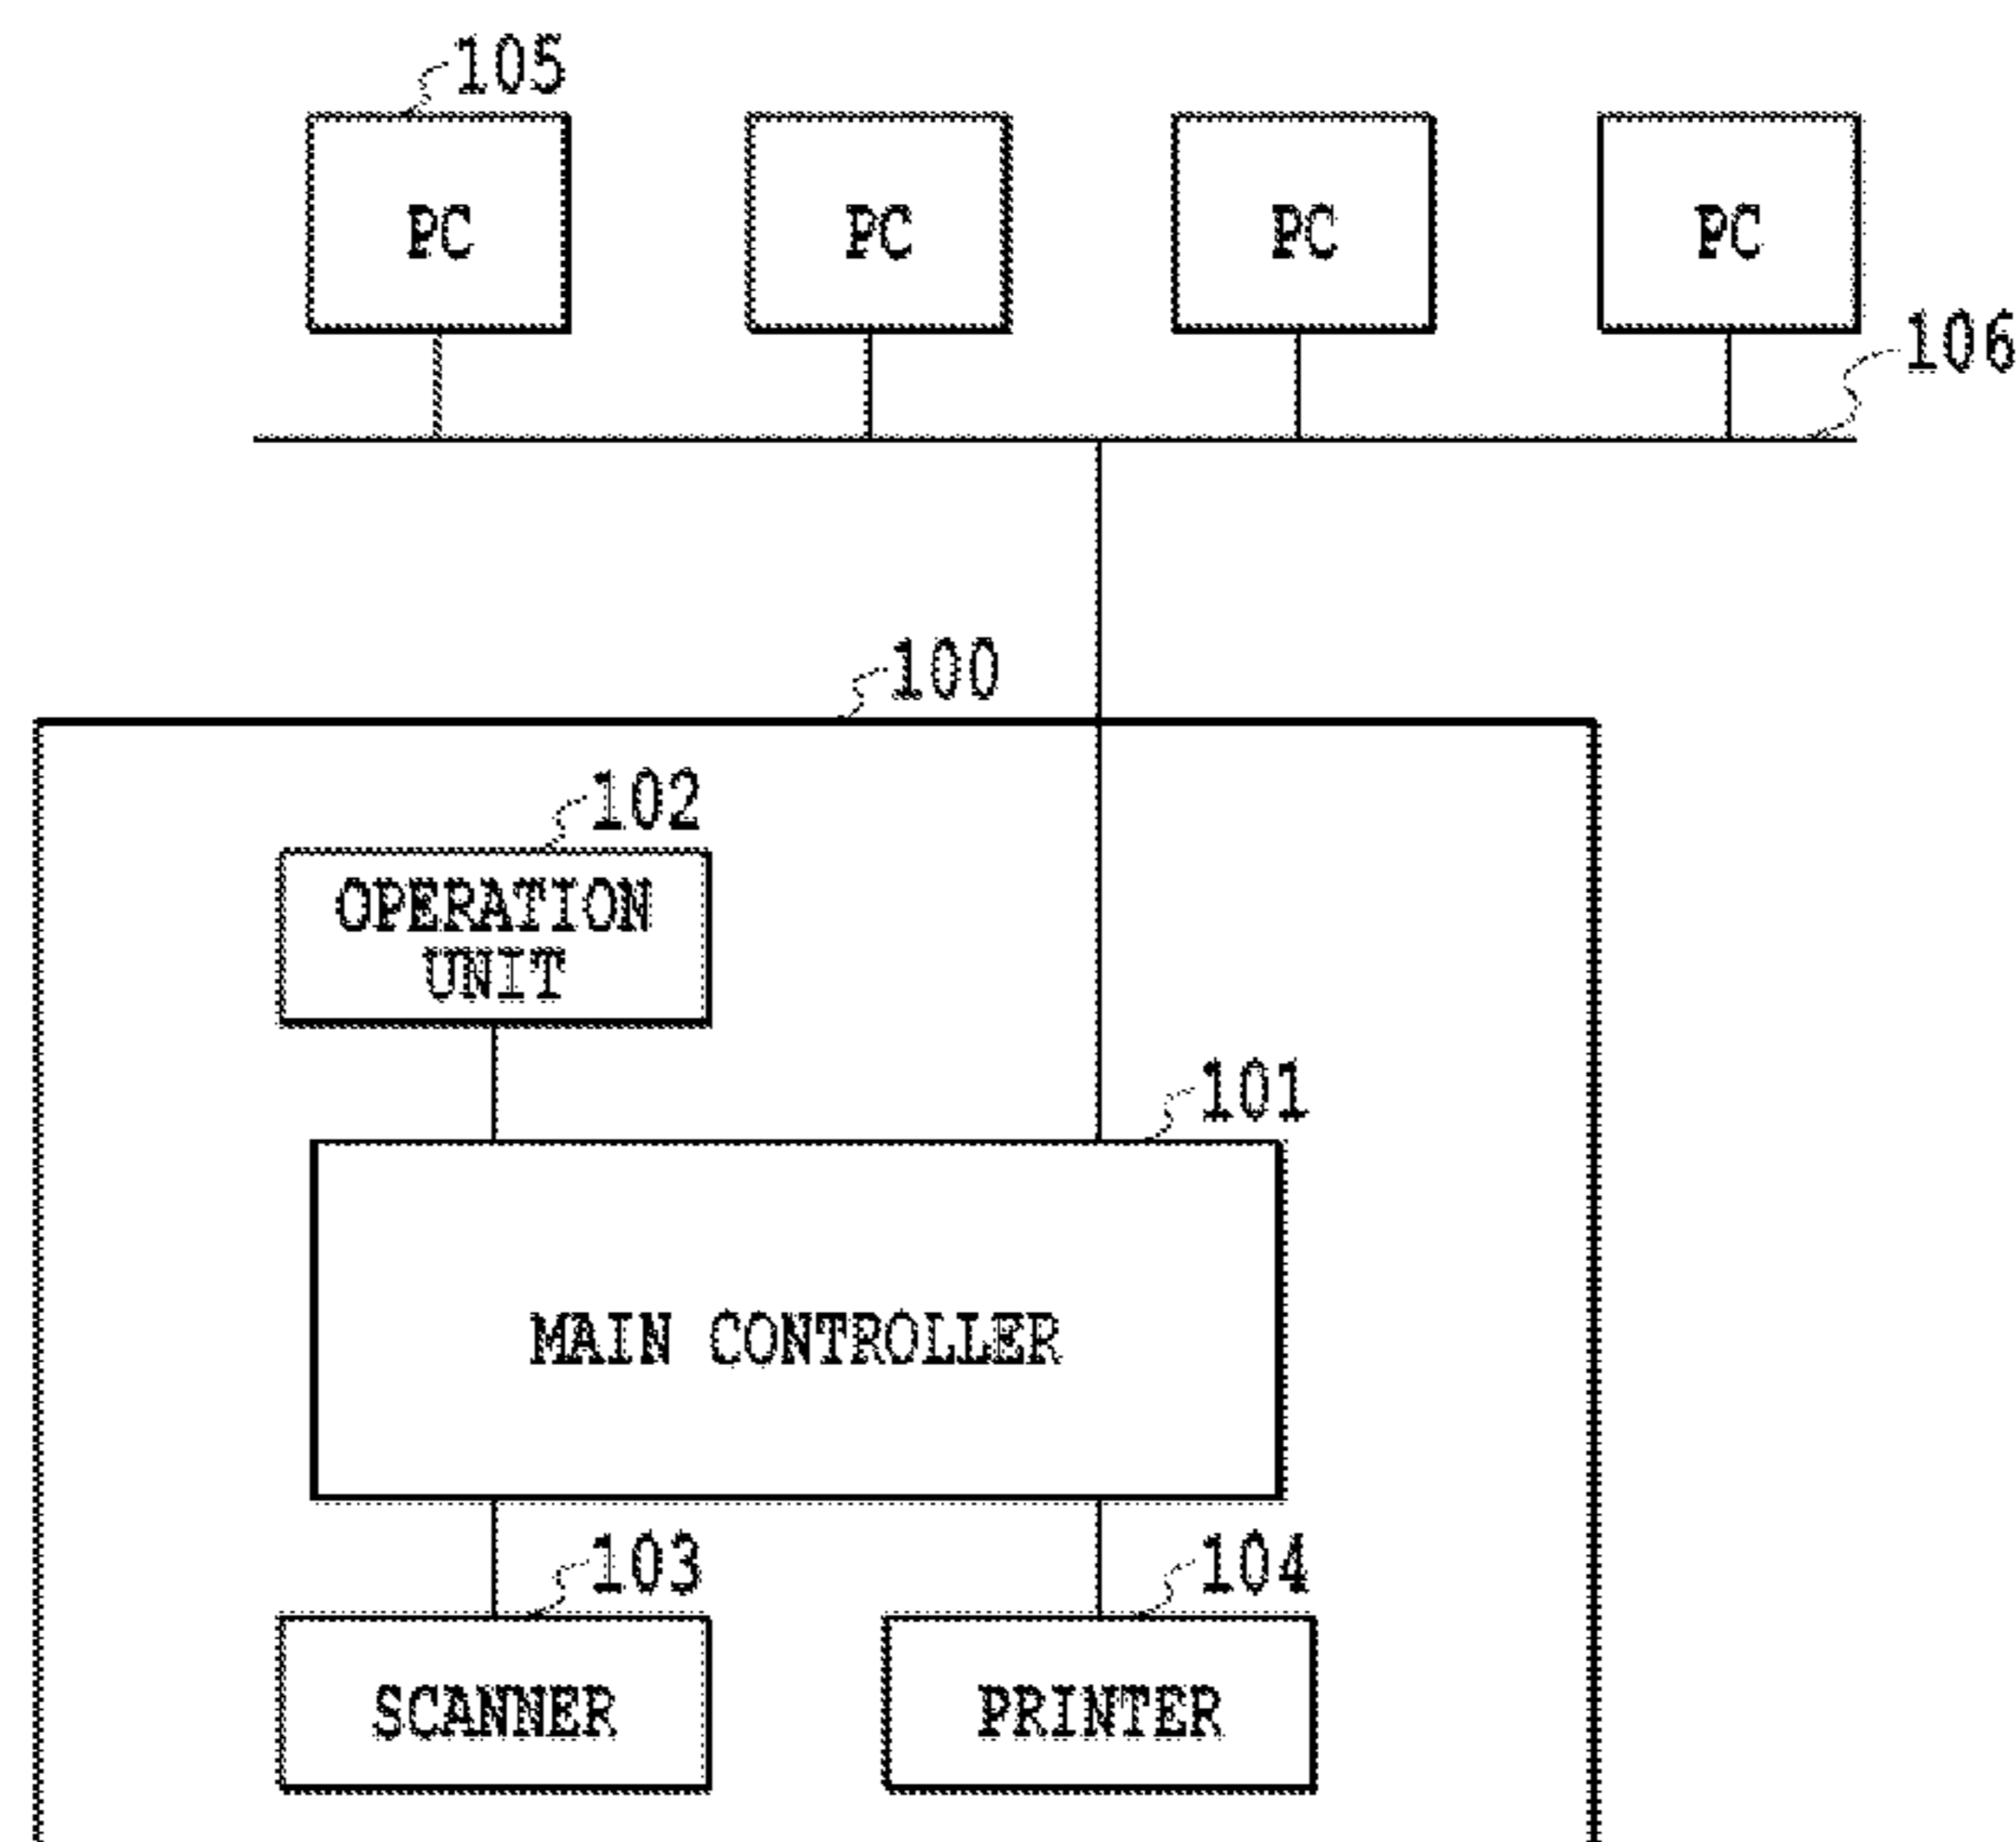 105
PC
PC
PC
PC
106
100
102
OPERATION
UNIT
101
MAIN CONTROLLER
103
104
SCANNER
PRINTER